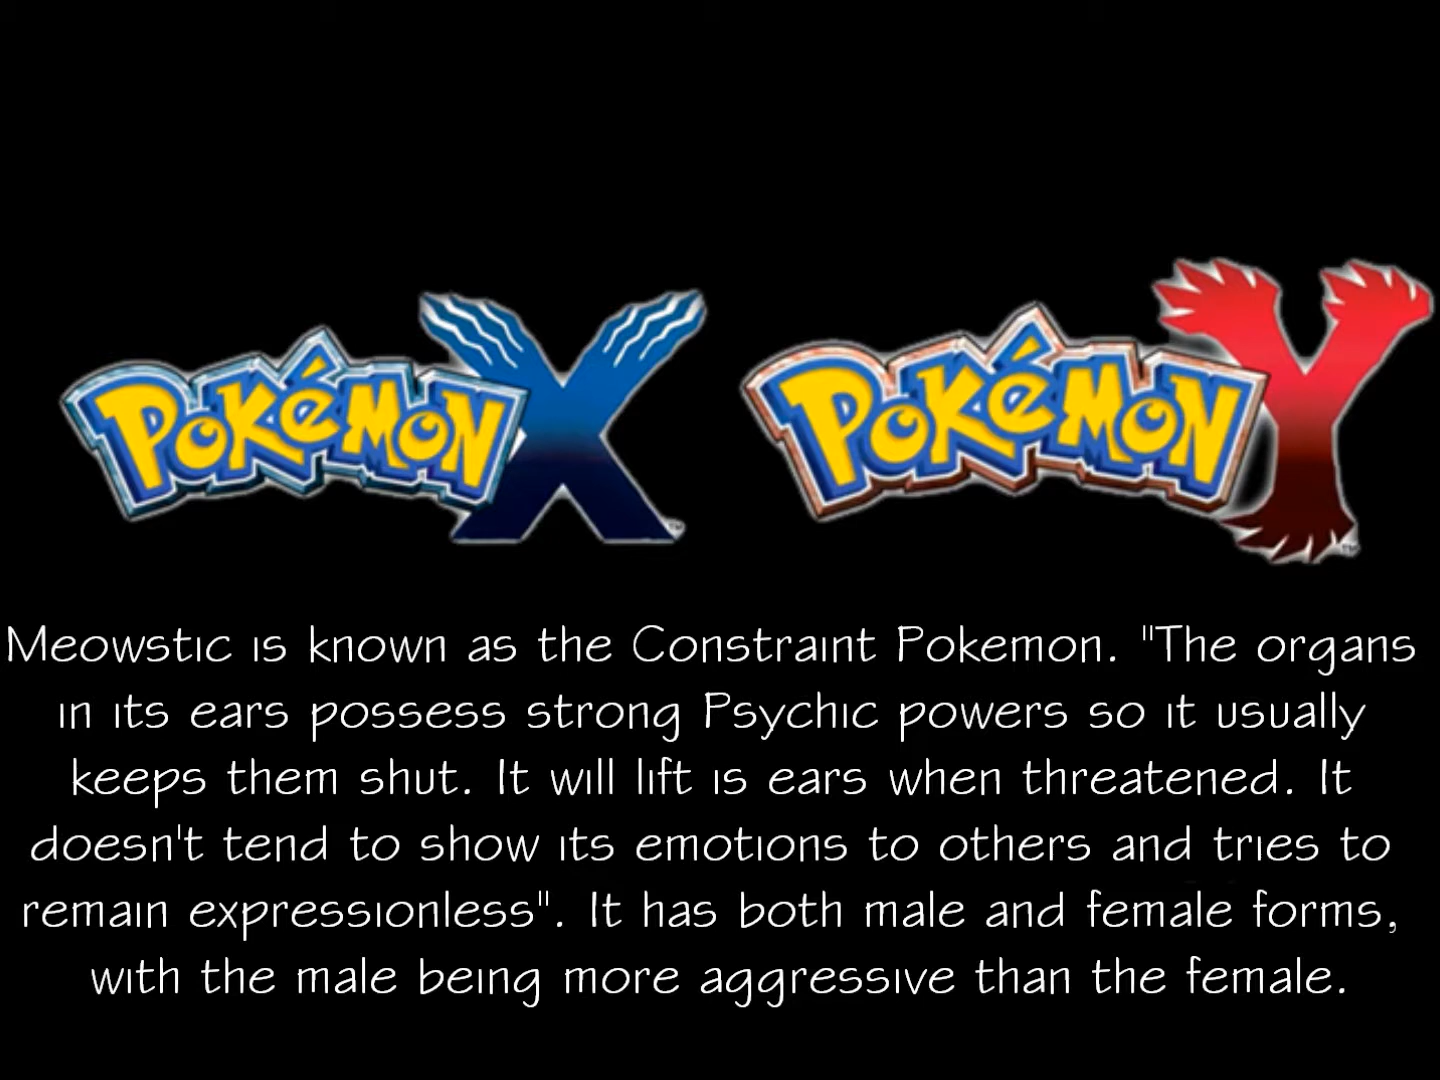 POKéMON X
POKéMON Y
TM
TM
Meowstic is known as the Constraint Pokemon. "The organs
in its ears possess strong Psychic powers so it usually
keeps them shut. It will lift is ears when threatened. It
doesn't tend to show its emotions to others and tries to
remain expressionless". It has both male and female forms,
with the male being more aggressive than the female.